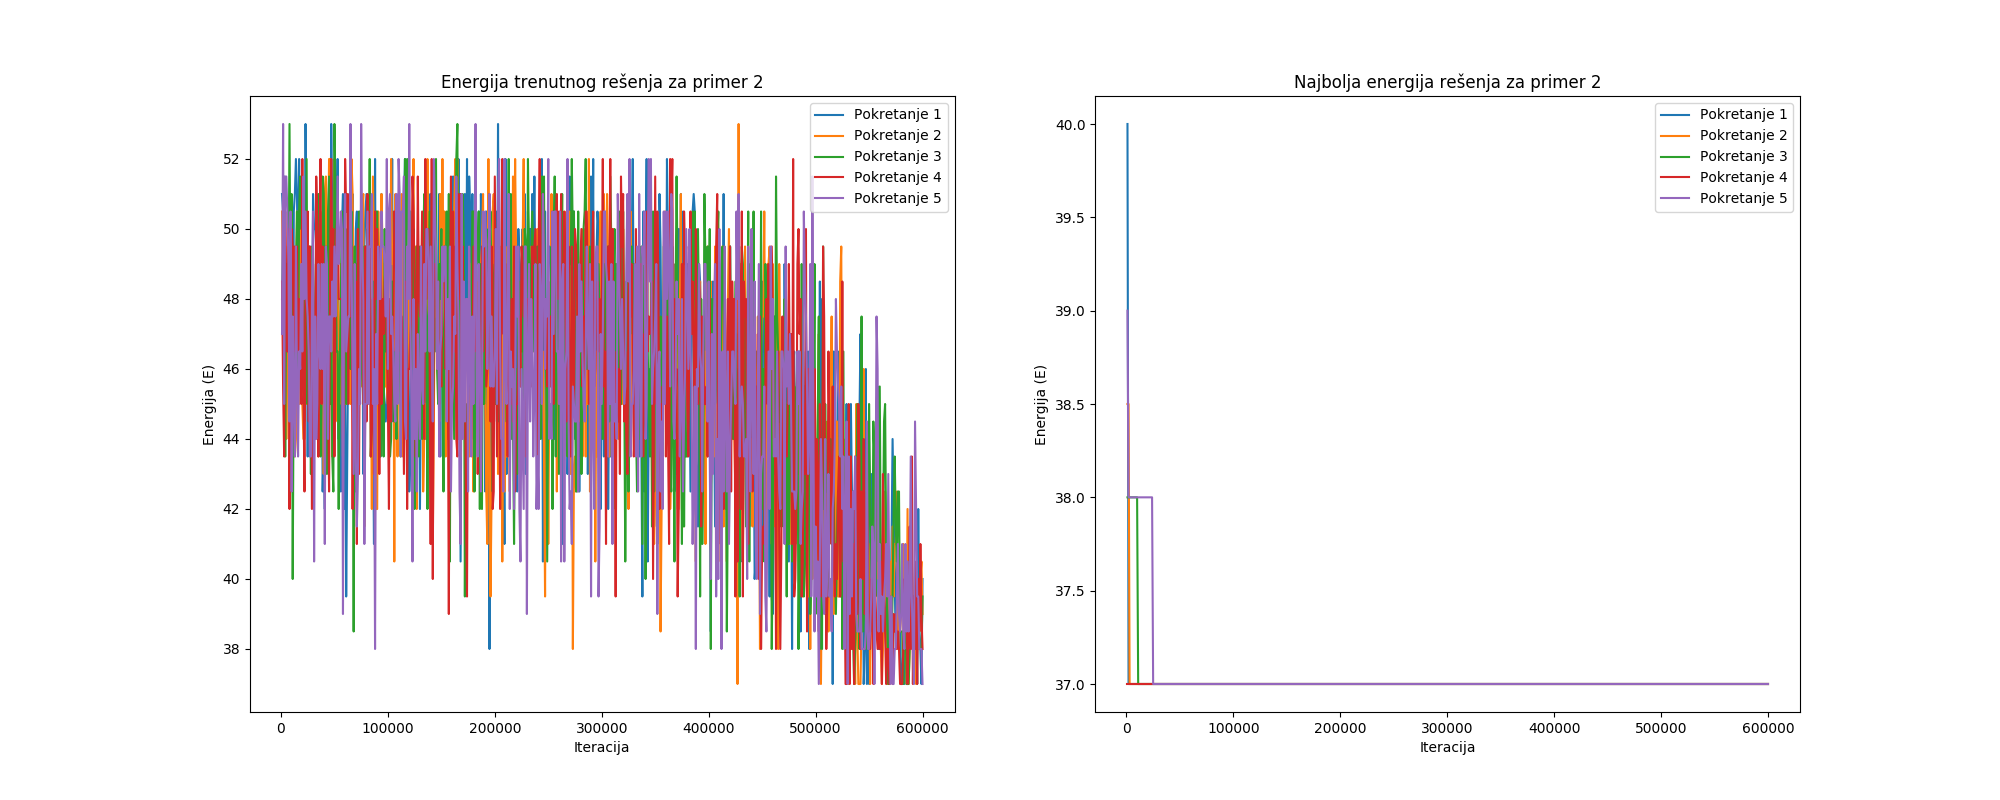 Energija trenutnog rešenja za primer 2
Pokretanje 1
Pokretanje 2
Pokretanje 3
Pokretanje 4
Pokretanje 5
52
50
48
46
44
42
40
38
Energija (E)
0
100000
200000
300000
400000
500000
600000
Iteracija
Najbolja energija rešenja za primer 2
Pokretanje 1
Pokretanje 2
Pokretanje 3
Pokretanje 4
Pokretanje 5
40.0
39.5
39.0
38.5
38.0
37.5
37.0
Energija (E)
0
100000
200000
300000
400000
500000
600000
Iteracija